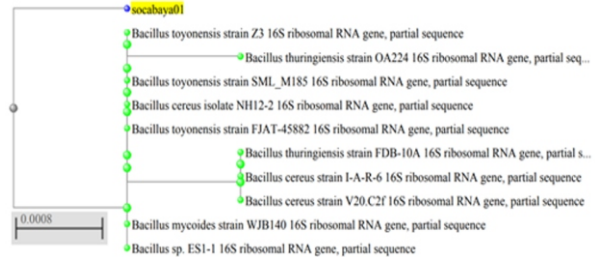 socabaya01
Bacillus toyonensis strain Z3 16S ribosomal RNA gene, partial sequence
Bacillus thuringiensis strain OA224 16S ribosomal RNA gene, partial seq...
Bacillus toyonensis strain SML_M185 16S ribosomal RNA gene, partial sequence
Bacillus cereus isolate NH12-2 16S ribosomal RNA gene, partial sequence
Bacillus toyonensis strain FJAT-45882 16S ribosomal RNA gene, partial sequence
Bacillus thuringiensis strain FDB-10A 16S ribosomal RNA gene, partial s...
Bacillus cereus strain I-A-R-6 16S ribosomal RNA gene, partial sequence
Bacillus cereus strain V20.C2f 16S ribosomal RNA gene, partial sequence
0.0008
Bacillus mycoides strain WJB140 16S ribosomal RNA gene, partial sequence
Bacillus sp. ES1-1 16S ribosomal RNA gene, partial sequence